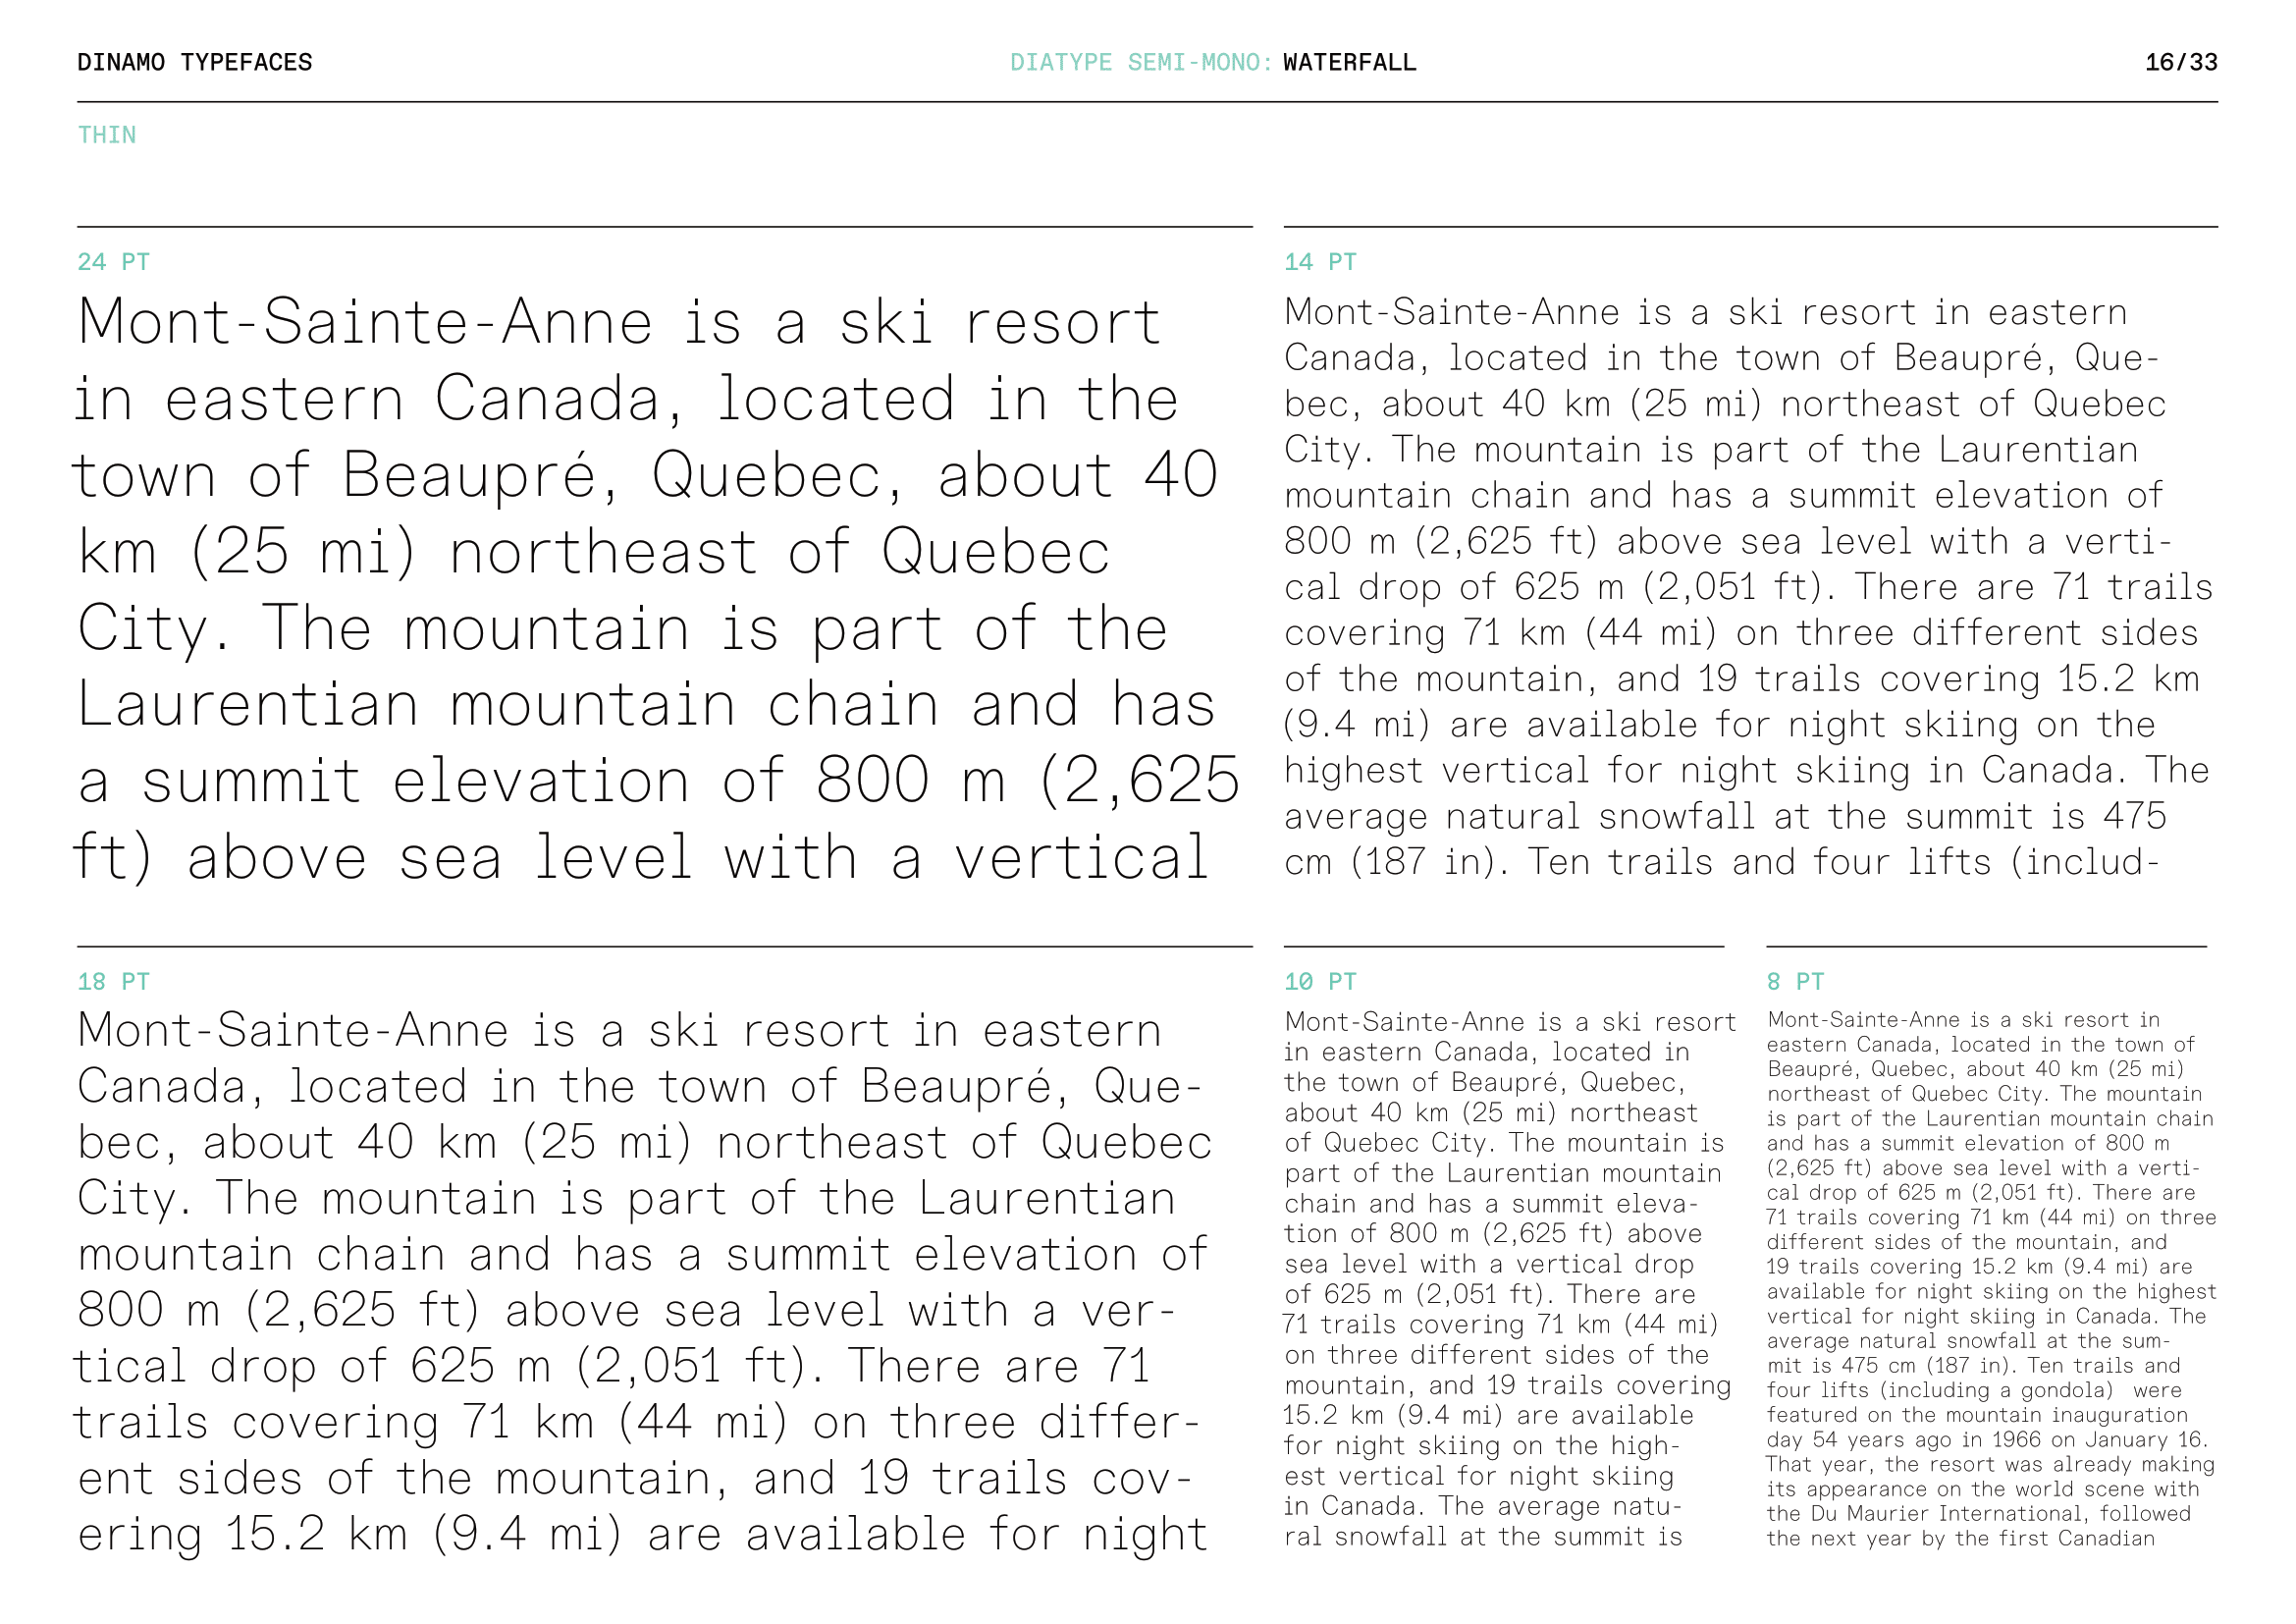 DINAMO TYPEFACES
DIATYPE SEMI-MONO: WATERFALL
16/33
THIN
24 PT
Mont-Sainte-Anne is a ski resort
in eastern Canada, located in the
town of Beaupré, Quebec, about 40
km (25 mi) northeast of Quebec
City. The mountain is part of the
Laurentian mountain chain and has
a summit elevation of 800 m (2,625
ft) above sea level with a vertical
14 PT
Mont-Sainte-Anne is a ski resort in eastern
Canada, located in the town of Beaupré, Que-
bec, about 40 km (25 mi) northeast of Quebec
City. The mountain is part of the Laurentian
mountain chain and has a summit elevation of
800 m (2,625 ft) above sea level with a verti-
cal drop of 625 m (2,051 ft). There are 71 trails
covering 71 km (44 mi) on three different sides
of the mountain, and 19 trails covering 15.2 km
(9.4 mi) are available for night skiing on the
highest vertical for night skiing in Canada. The
average natural snowfall at the summit is 475
cm (187 in). Ten trails and four lifts (includ-
18 PT
Mont-Sainte-Anne is a ski resort in eastern
Canada, located in the town of Beaupré, Que-
bec, about 40 km (25 mi) northeast of Quebec
City. The mountain is part of the Laurentian
mountain chain and has a summit elevation of
800 m (2,625 ft) above sea level with a ver-
tical drop of 625 m (2,051 ft). There are 71
trails covering 71 km (44 mi) on three differ-
ent sides of the mountain, and 19 trails cov-
ering 15.2 km (9.4 mi) are available for night
10 PT
Mont-Sainte-Anne is a ski resort
in eastern Canada, located in
the town of Beaupré, Quebec,
about 40 km (25 mi) northeast
of Quebec City. The mountain is
part of the Laurentian mountain
chain and has a summit eleva-
tion of 800 m (2,625 ft) above
sea level with a vertical drop
of 625 m (2,051 ft). There are
71 trails covering 71 km (44 mi)
on three different sides of the
mountain, and 19 trails covering
15.2 km (9.4 mi) are available
for night skiing on the high-
est vertical for night skiing
in Canada. The average natu-
ral snowfall at the summit is
8 PT
Mont-Sainte-Anne is a ski resort in
eastern Canada, located in the town of
Beaupré, Quebec, about 40 km (25 mi)
northeast of Quebec City. The mountain
is part of the Laurentian mountain chain
and has a summit elevation of 800 m
(2,625 ft) above sea level with a verti-
cal drop of 625 m (2,051 ft). There are
71 trails covering 71 km (44 mi) on three
different sides of the mountain, and
19 trails covering 15.2 km (9.4 mi) are
available for night skiing on the highest
vertical for night skiing in Canada. The
average natural snowfall at the sum-
mit is 475 cm (187 in). Ten trails and
four lifts (including a gondola)  were
featured on the mountain inauguration
day 54 years ago in 1966 on January 16.
That year, the resort was already making
its appearance on the world scene with
the Du Maurier International, followed
the next year by the first Canadian